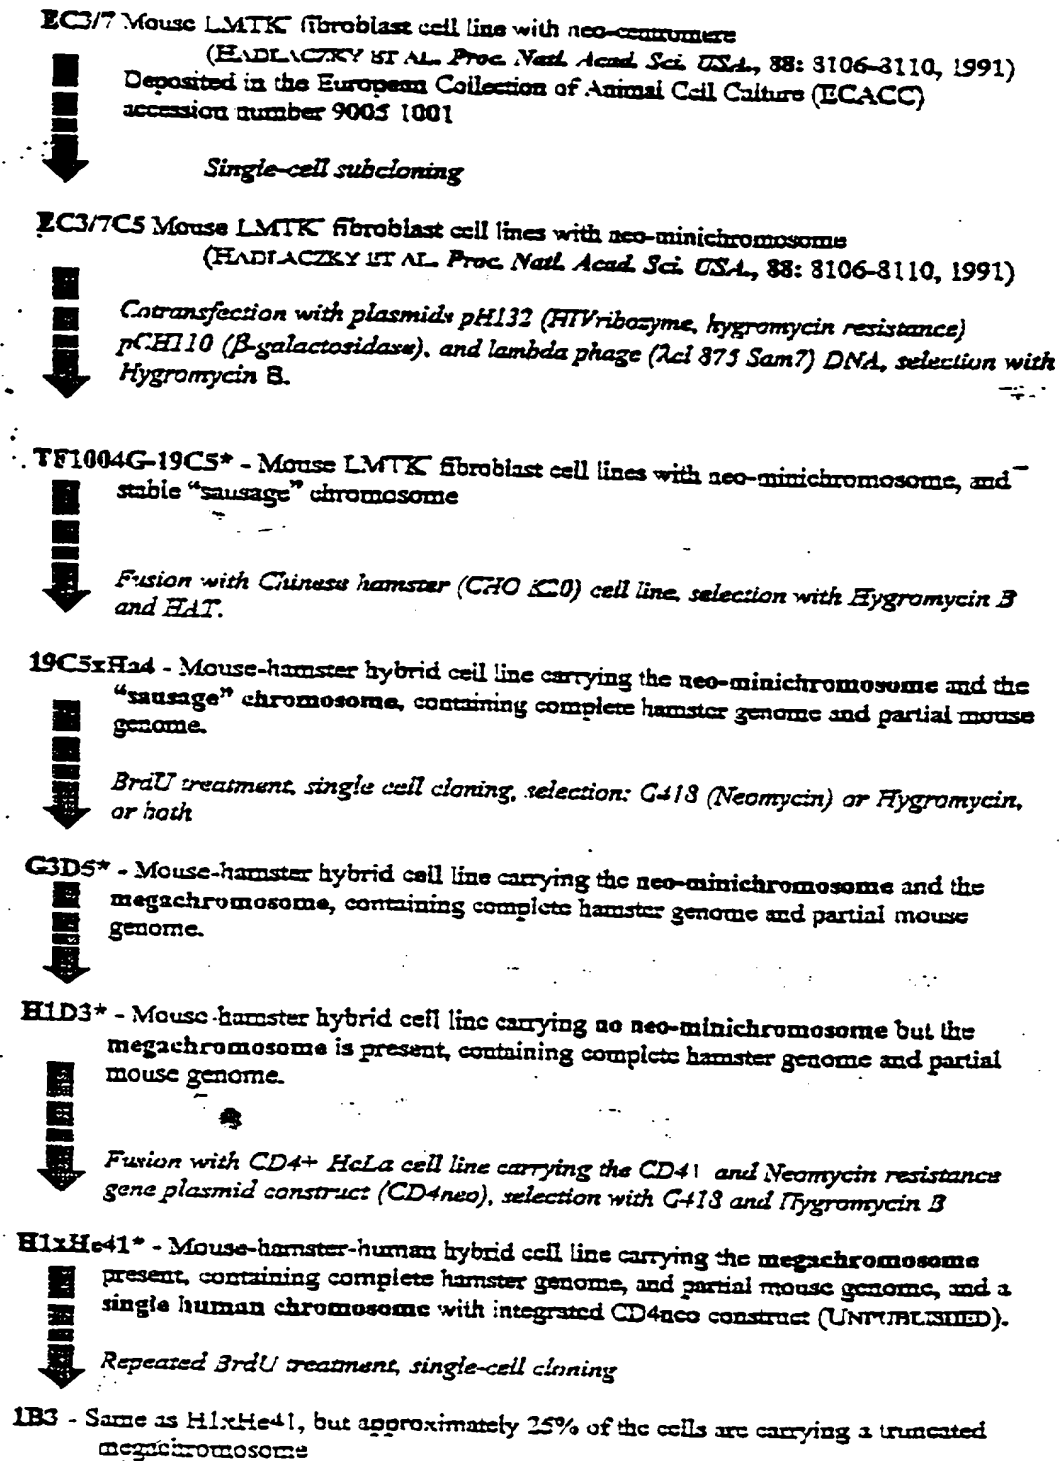 EC3/7 Mouse LMTK⁻ fibroblast cell line with neo-centromere
(HADLACZKY ET AL. Proc. Natl. Acad. Sci. USA., 88: 8106-8110, 1991)
Deposited in the European Collection of Animal Cell Culture (ECACC)
accession number 9005 1001
Single-cell subcloning
EC3/7C5 Mouse LMTK⁻ fibroblast cell lines with neo-minichromosome
(HADLACZKY ET AL. Proc. Natl. Acad. Sci. USA., 88: 8106-8110, 1991)
Cotransfection with plasmids pH132 (HIVribozyme, hygromycin resistance)
pCH110 (β-galactosidase), and lambda phage (λcI 875 Sam7) DNA, selection with
Hygromycin B.
TF1004G-19C5* - Mouse LMTK⁻ fibroblast cell lines with neo-minichromosome, and
stable "sausage" chromosome
Fusion with Chinese hamster (CHO K20) cell line, selection with Hygromycin B
and HAT.
19C5xHa4 - Mouse-hamster hybrid cell line carrying the neo-minichromosome and the
"sausage" chromosome, containing complete hamster genome and partial mouse
genome.
BrdU treatment, single cell cloning, selection: G418 (Neomycin) or Hygromycin,
or both
G3D5* - Mouse-hamster hybrid cell line carrying the neo-minichromosome and the
megachromosome, containing complete hamster genome and partial mouse
genome.
H1D3* - Mouse-hamster hybrid cell line carrying no neo-minichromosome but the
megachromosome is present, containing complete hamster genome and partial
mouse genome.
Fusion with CD4+ HeLa cell line carrying the CD4+ and Neomycin resistance
gene plasmid construct (CD4neo), selection with G418 and Hygromycin B
H1xHe41* - Mouse-hamster-human hybrid cell line carrying the megachromosome
present, containing complete hamster genome, and partial mouse genome, and a
single human chromosome with integrated CD4neo construct (UNPUBLISHED).
Repeated BrdU treatment, single-cell cloning
1B3 - Same as H1xHe41, but approximately 25% of the cells are carrying a truncated
megachromosome